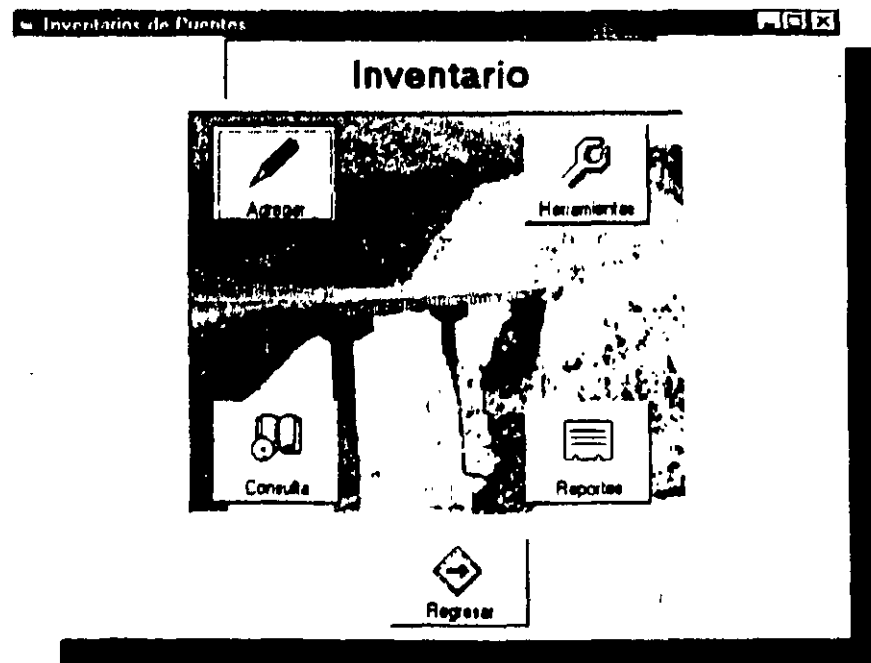 Inventarios de Puentes
Inventario
Agregar
Herramientas
Consulta
Reportes
Regresar